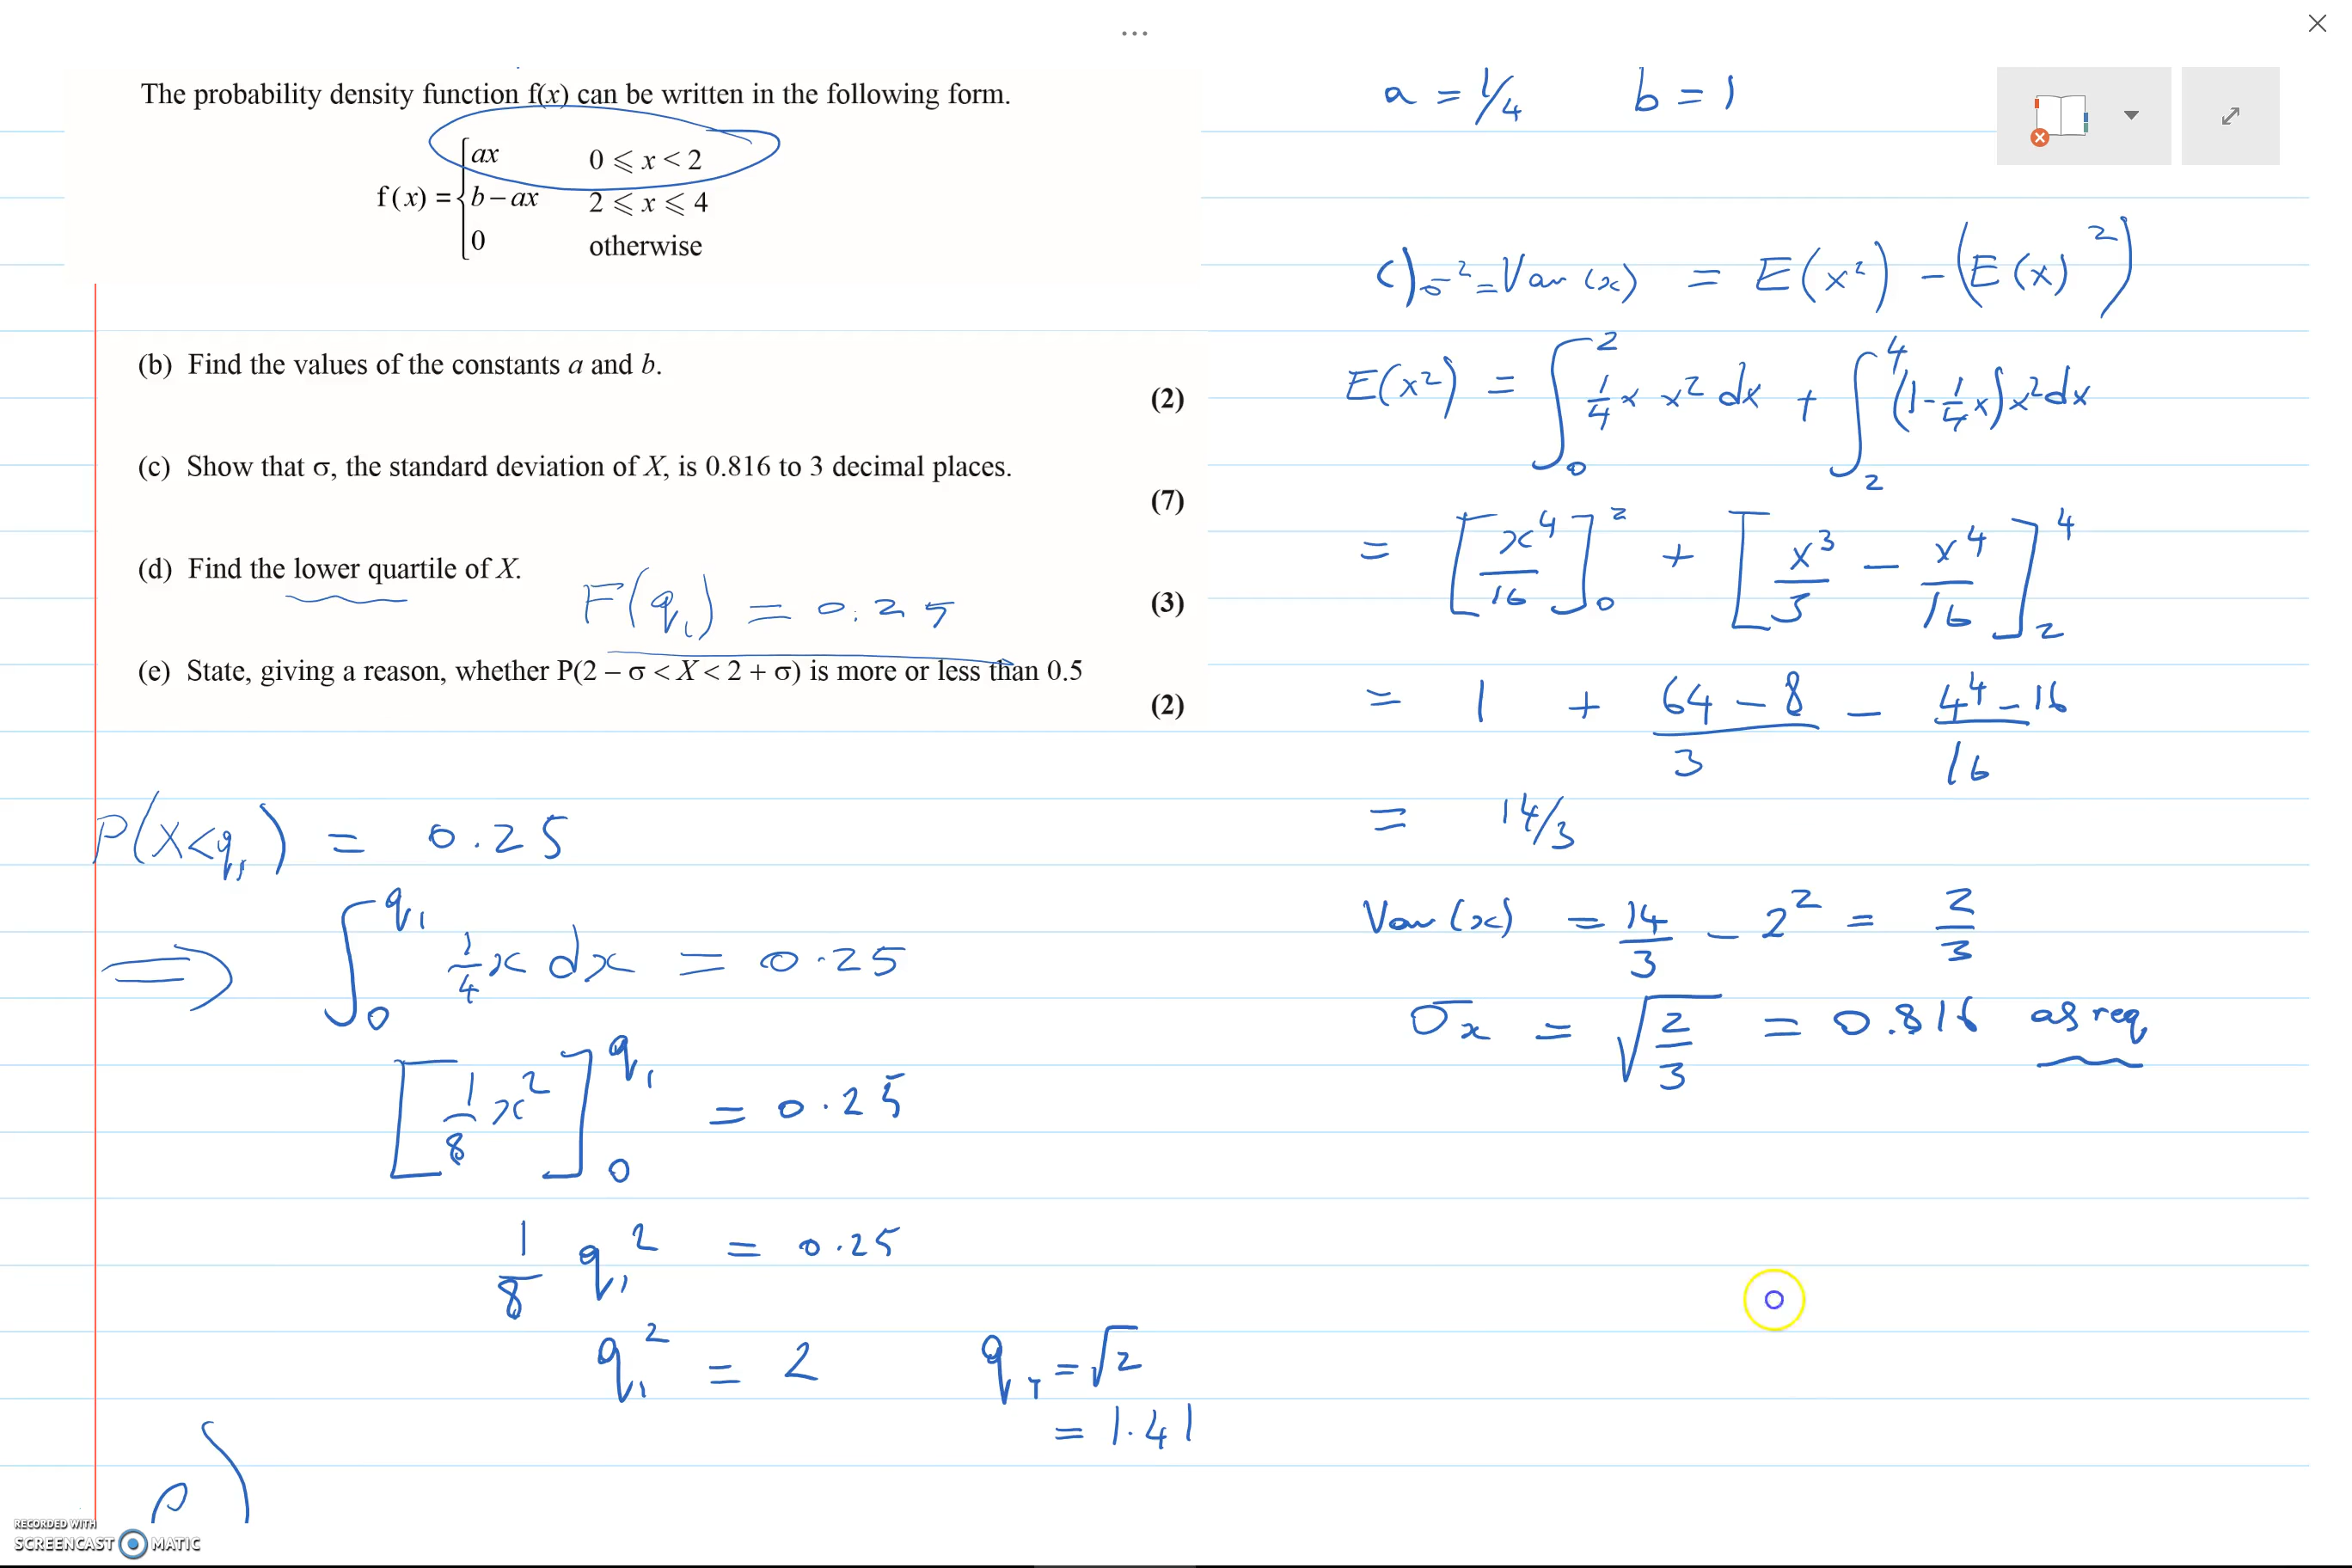 The probability density function f(x) can be written in the following form.
f(x) = { ax 0 ⩽ x < 2
b – ax 2 ⩽ x ⩽ 4
0 otherwise
(b) Find the values of the constants a and b.
(2)
(c) Show that σ, the standard deviation of X, is 0.816 to 3 decimal places.
(7)
(d) Find the lower quartile of X.
F(q₁) = 0.25
(3)
(e) State, giving a reason, whether P(2 – σ < X < 2 + σ) is more or less than 0.5
(2)
P(X<q₁) = 0.25
⟹ ∫₀^q₁ 1/4 x dx = 0.25
[1/8 x²]₀^q₁ = 0.25
1/8 q₁² = 0.25
q₁² = 2 q₁ = √2
= 1.41
e)
a = 1/4 b = 1
c) σ² = Var(x) = E(x²) – (E(x)²)
E(x²) = ∫₀² 1/4 x x² dx + ∫₂⁴ (1 – 1/4 x) x² dx
= [x⁴/16]₀² + [x³/3 – x⁴/16]₂⁴
= 1 + (64 – 8)/3 – (4⁴ – 16)/16
= 14/3
Var(x) = 14/3 – 2² = 2/3
σx = √(2/3) = 0.816 as req
RECORDED WITH
SCREENCAST MATIC